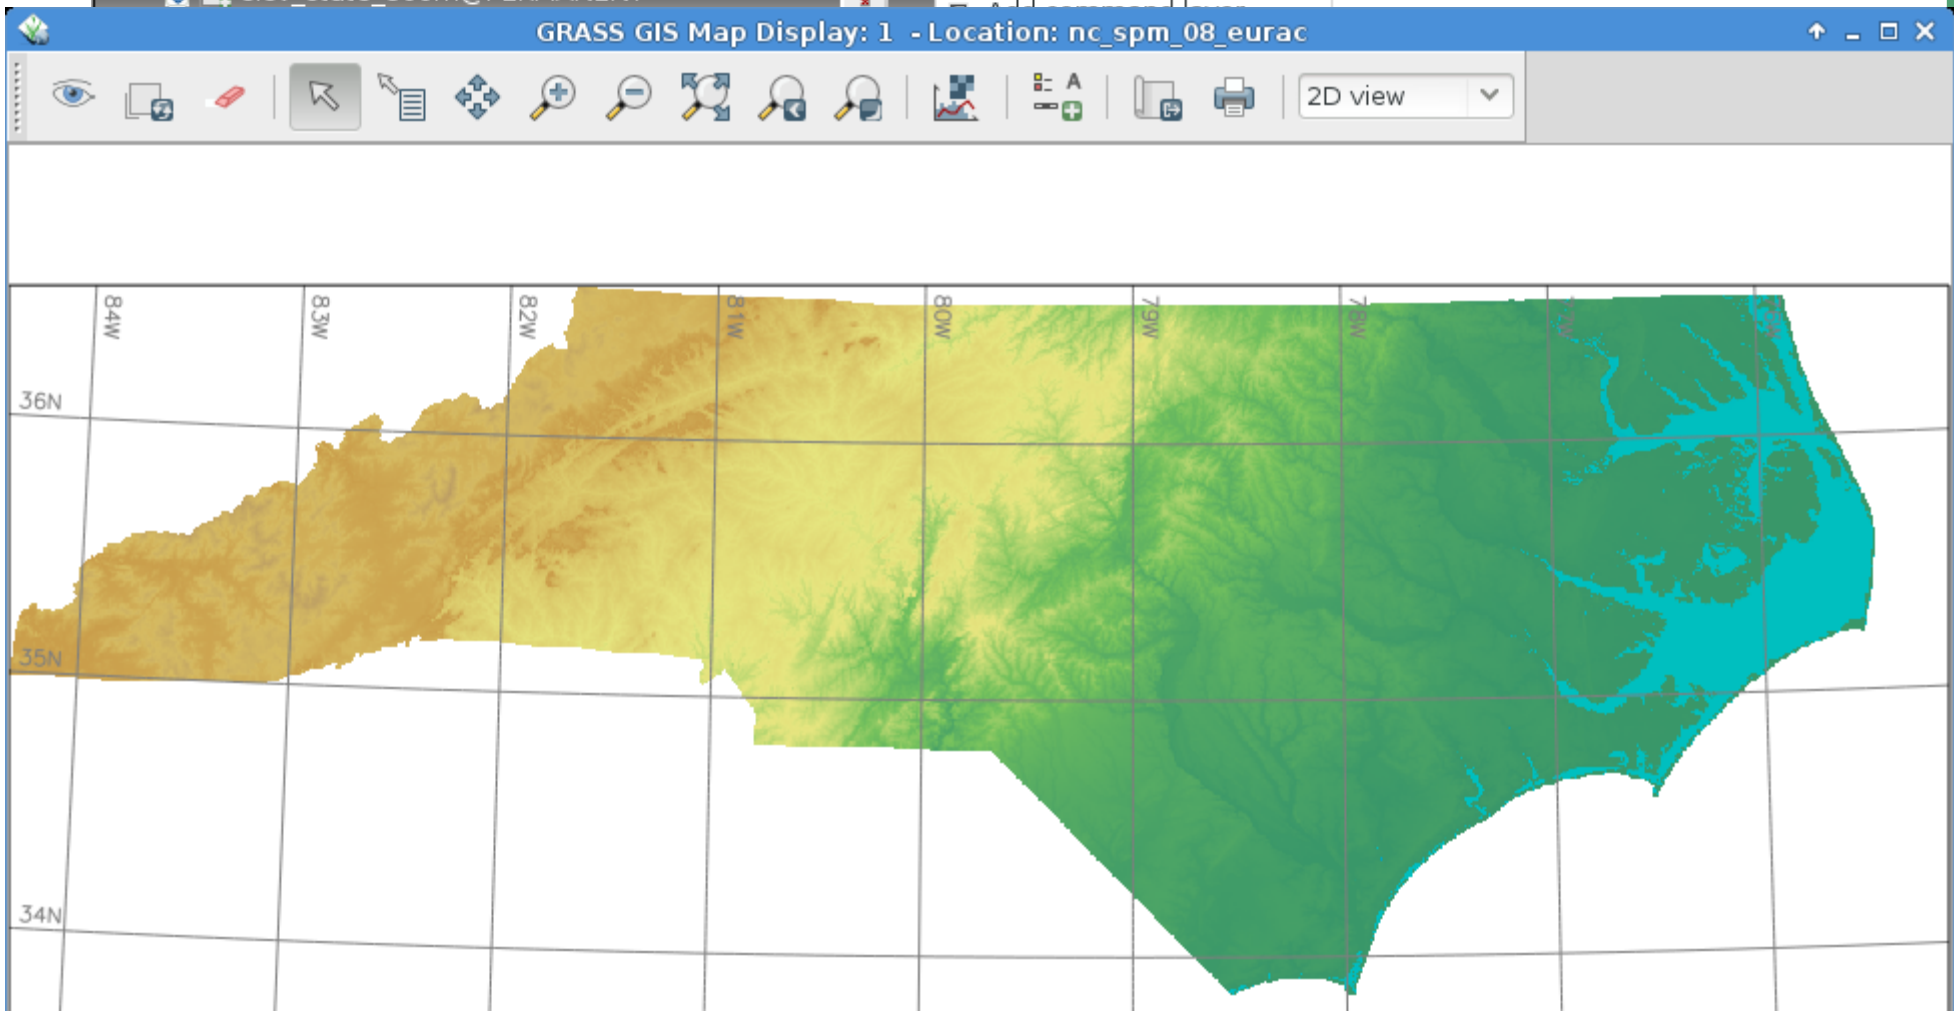 GRASS GIS Map Display: 1 - Location: nc_spm_08_eurac
A
2D view
84W
83W
82W
81W
80W
79W
78W
36N
35N
34N